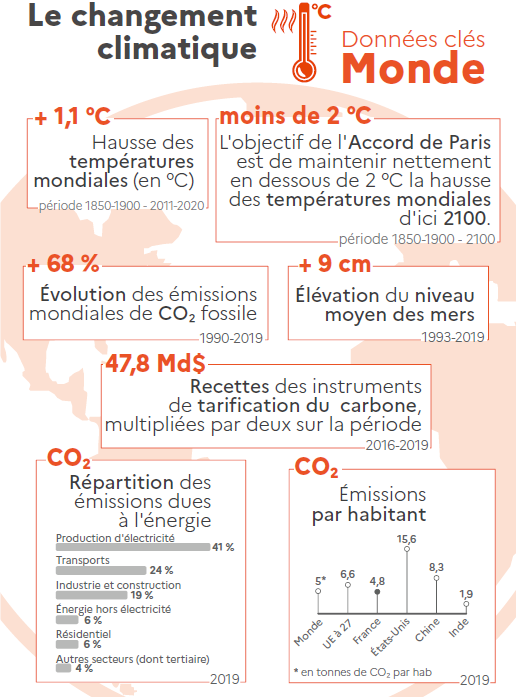 Le changement
climatique
°C
Données clés
Monde
+ 1,1 °C
Hausse des
températures
mondiales (en °C)
période 1850-1900 - 2011-2020
moins de 2 °C
L'objectif de l'Accord de Paris
est de maintenir nettement
en dessous de 2 °C la hausse
des températures mondiales
d'ici 2100.
période 1850-1900 - 2100
+ 68 %
Évolution des émissions
mondiales de CO₂ fossile
1990-2019
+ 9 cm
Élévation du niveau
moyen des mers
1993-2019
47,8 Md$
Recettes des instruments
de tarification du carbone,
multipliées par deux sur la période
2016-2019
CO₂
Répartition des
émissions dues
à l'énergie
Production d'électricité
41 %
Transports
24 %
Industrie et construction
19 %
Énergie hors électricité
6 %
Résidentiel
6 %
Autres secteurs (dont tertiaire)
4 %
2019
CO₂
Émissions
par habitant
5*
6,6
4,8
15,6
8,3
1,9
Monde
UE à 27
France
États-Unis
Chine
Inde
* en tonnes de CO₂ par hab
2019